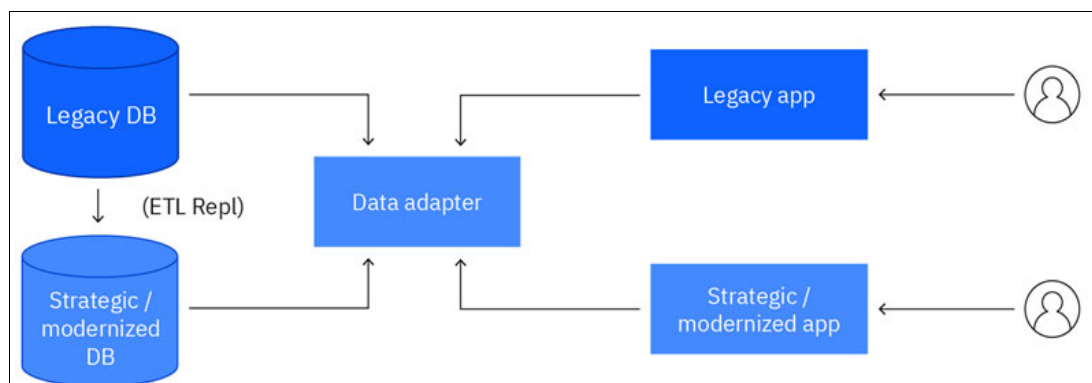 Legacy DB
Legacy app
Data adapter
(ETL Repl)
Strategic /
modernized
DB
Strategic /
modernized app